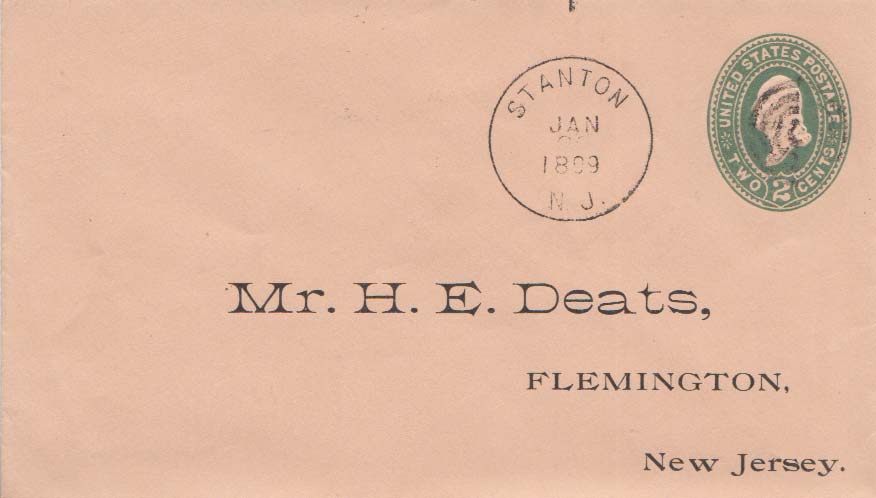 STANTON
JAN
1899
N. J.
UNITED STATES POSTAGE
TWO 2 CENTS
Mr. H. E. Deats,
FLEMINGTON,
New Jersey.